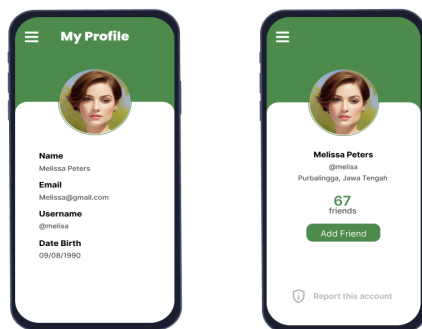 My Profile
Name
Melissa Peters
Email
Melissa@gmail.com
Username
@melisa
Date Birth
09/08/1990
Melissa Peters
@melisa
Purbalingga, Jawa Tengah
67
friends
Add Friend
Report this account